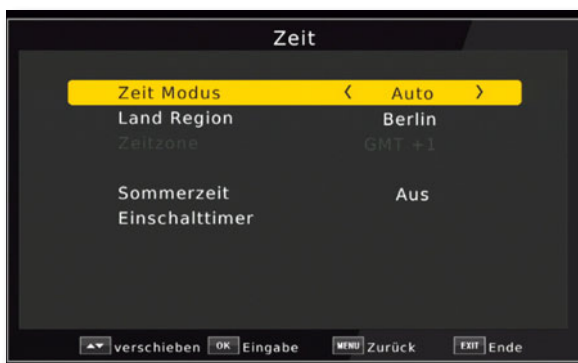 Zeit
Zeit Modus ‹ Auto ›
Land Region Berlin
Zeitzone GMT +1
Sommerzeit Aus
Einschalttimer
▲▼ verschieben OK Eingabe MENU Zurück EXIT Ende